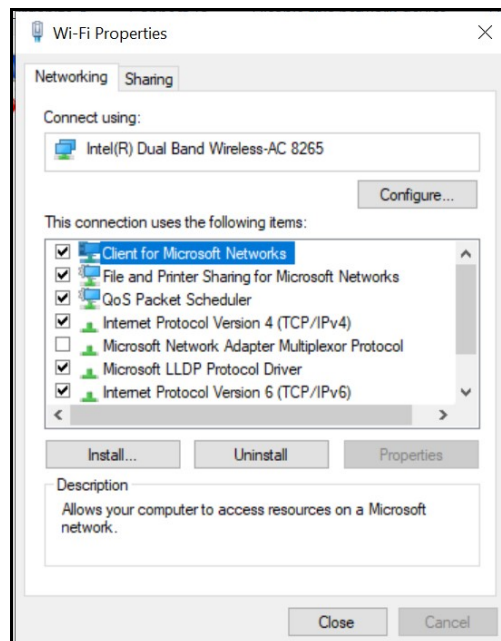 Wi-Fi Properties
Networking
Sharing
Connect using:
Intel(R) Dual Band Wireless-AC 8265
Configure...
This connection uses the following items:
Client for Microsoft Networks
File and Printer Sharing for Microsoft Networks
QoS Packet Scheduler
Internet Protocol Version 4 (TCP/IPv4)
Microsoft Network Adapter Multiplexor Protocol
Microsoft LLDP Protocol Driver
Internet Protocol Version 6 (TCP/IPv6)
Install...
Uninstall
Properties
Description
Allows your computer to access resources on a Microsoft
network.
Close
Cancel